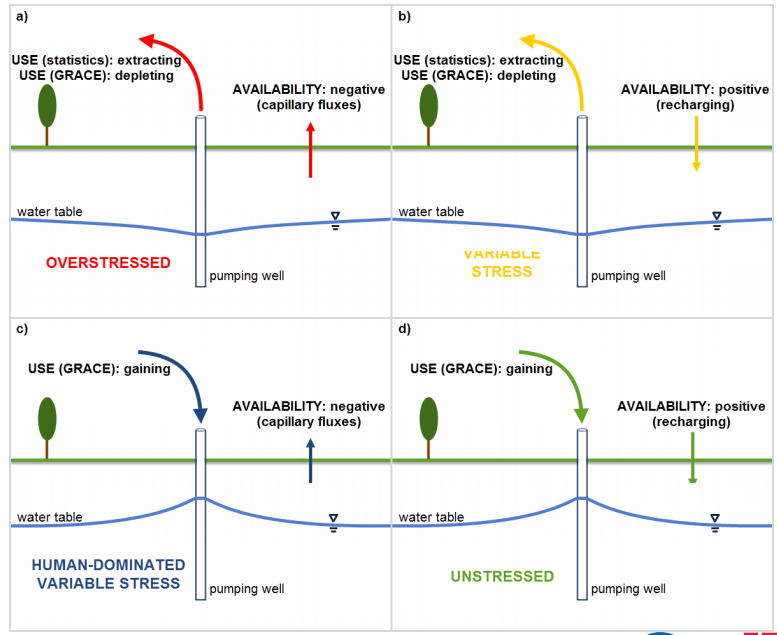 a)
USE (statistics): extracting
USE (GRACE): depleting
AVAILABILITY: negative
(capillary fluxes)
water table
OVERSTRESSED
pumping well
b)
USE (statistics): extracting
USE (GRACE): depleting
AVAILABILITY: positive
(recharging)
water table
VARIABLE
STRESS
pumping well
c)
USE (GRACE): gaining
AVAILABILITY: negative
(capillary fluxes)
water table
HUMAN-DOMINATED
VARIABLE STRESS
pumping well
d)
USE (GRACE): gaining
AVAILABILITY: positive
(recharging)
water table
UNSTRESSED
pumping well